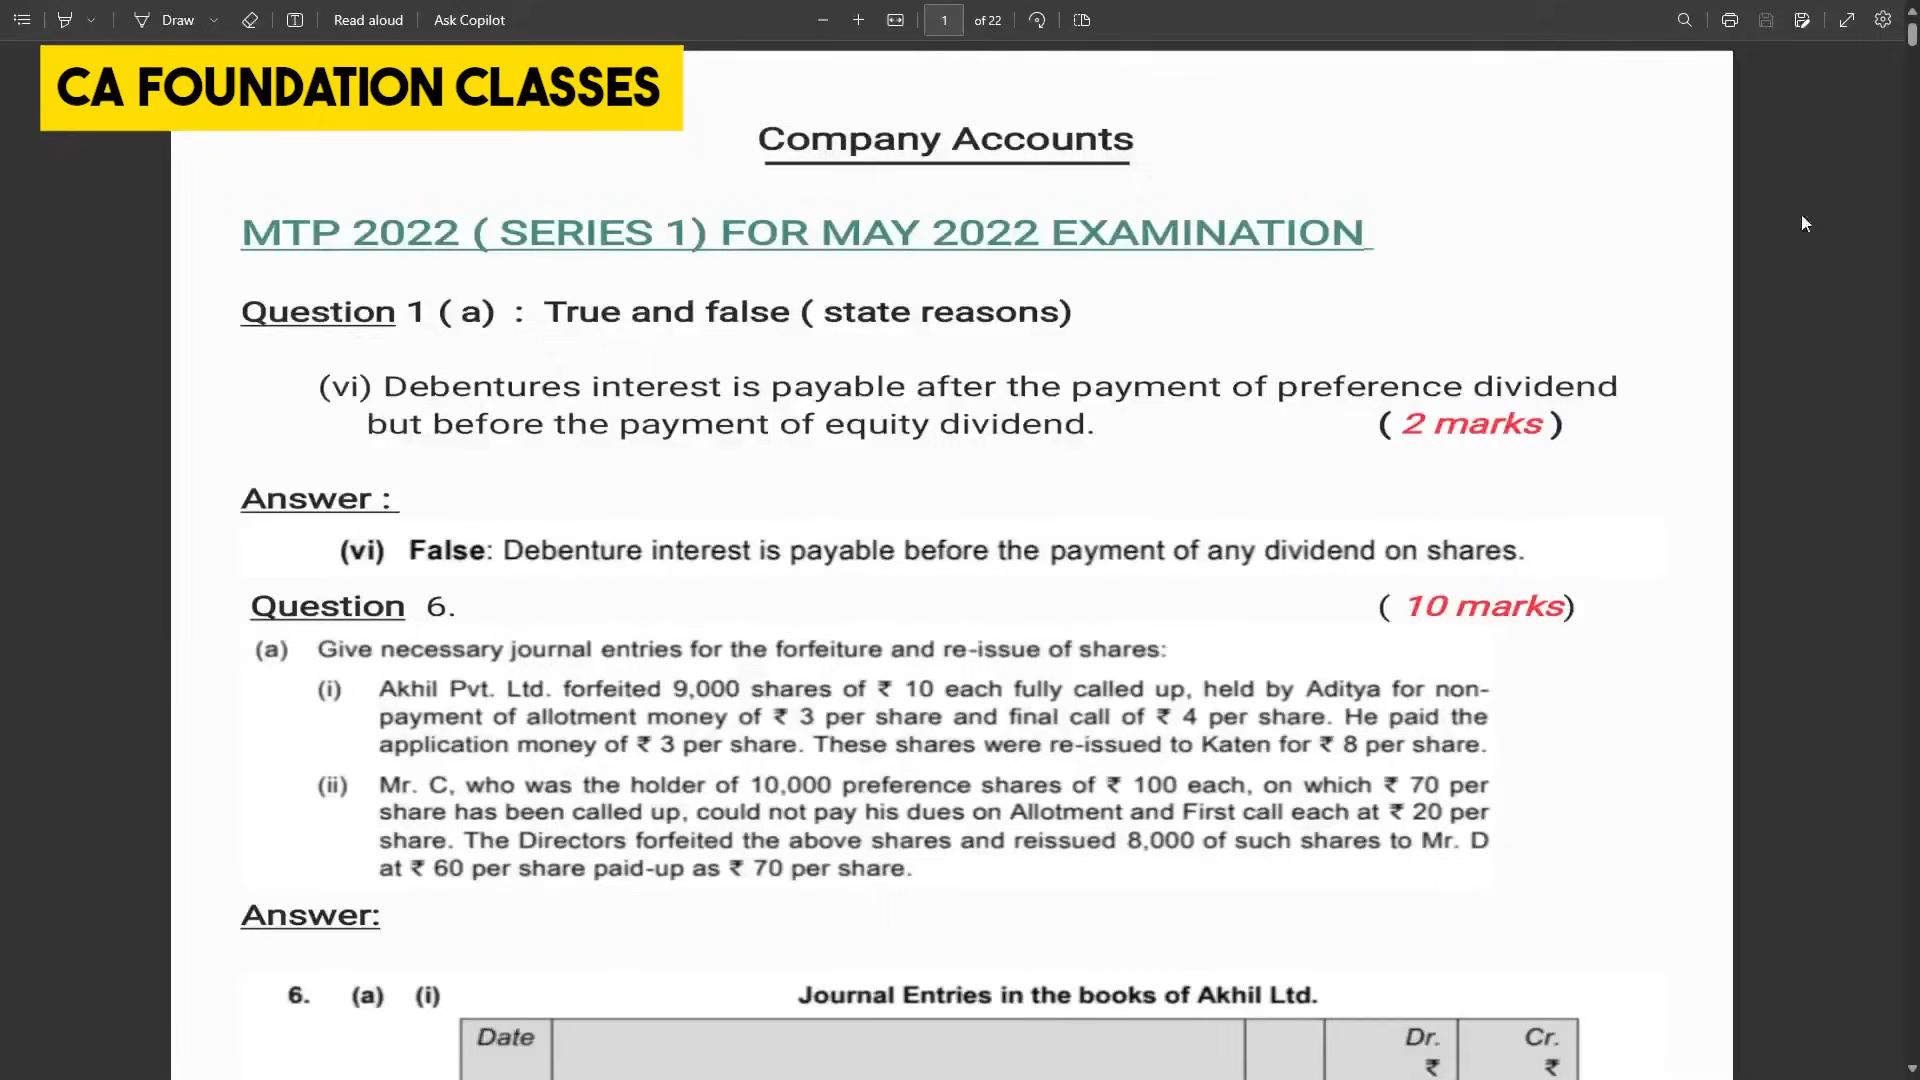 Draw
Read aloud
Ask Copilot
1 of 22
CA FOUNDATION CLASSES
Company Accounts
MTP 2022 ( SERIES 1) FOR MAY 2022 EXAMINATION
Question 1 ( a) : True and false ( state reasons)
(vi) Debentures interest is payable after the payment of preference dividend
but before the payment of equity dividend. ( 2 marks )
Answer :
(vi) False: Debenture interest is payable before the payment of any dividend on shares.
Question 6. ( 10 marks)
(a) Give necessary journal entries for the forfeiture and re-issue of shares:
(i) Akhil Pvt. Ltd. forfeited 9,000 shares of ₹ 10 each fully called up, held by Aditya for non-
payment of allotment money of ₹ 3 per share and final call of ₹ 4 per share. He paid the
application money of ₹ 3 per share. These shares were re-issued to Katen for ₹ 8 per share.
(ii) Mr. C, who was the holder of 10,000 preference shares of ₹ 100 each, on which ₹ 70 per
share has been called up, could not pay his dues on Allotment and First call each at ₹ 20 per
share. The Directors forfeited the above shares and reissued 8,000 of such shares to Mr. D
at ₹ 60 per share paid-up as ₹ 70 per share.
Answer:
6. (a) (i) Journal Entries in the books of Akhil Ltd.
Date Dr. Cr.
₹ ₹